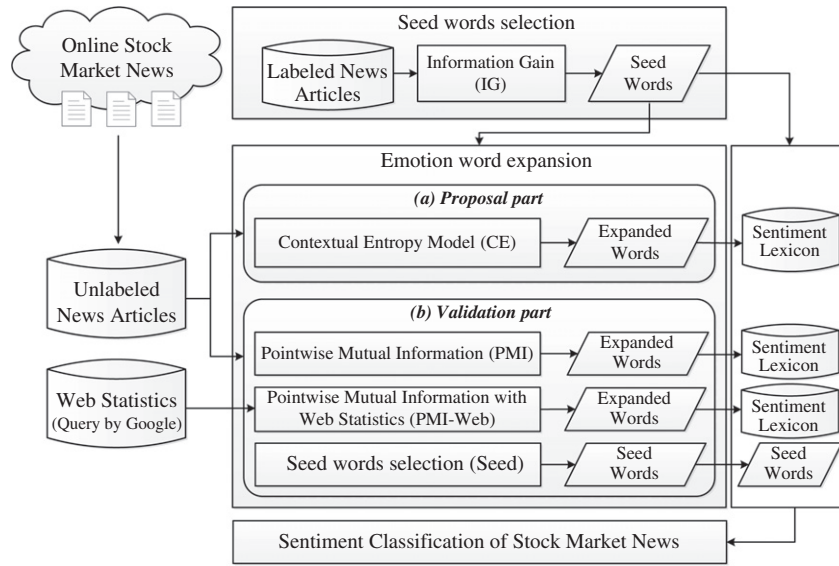 Online Stock
Market News
Seed words selection
Labeled News
Articles
Information Gain
(IG)
Seed
Words
Emotion word expansion
(a) Proposal part
Contextual Entropy Model (CE)
Expanded
Words
Sentiment
Lexicon
Unlabeled
News Articles
(b) Validation part
Pointwise Mutual Information (PMI)
Expanded
Words
Sentiment
Lexicon
Web Statistics
(Query by Google)
Pointwise Mutual Information with
Web Statistics (PMI-Web)
Expanded
Words
Sentiment
Lexicon
Seed words selection (Seed)
Seed
Words
Seed
Words
Sentiment Classification of Stock Market News